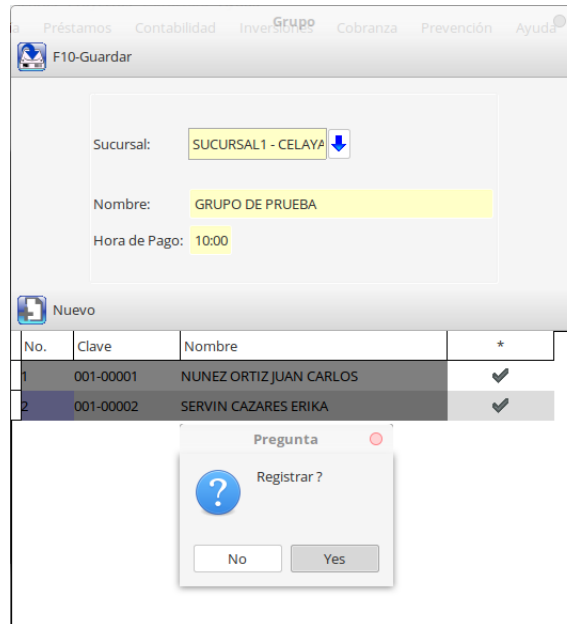 Grupo
Préstamos Contabilidad Inversiones Cobranza Prevención Ayuda
F10-Guardar
Sucursal: SUCURSAL1 - CELAYA
Nombre: GRUPO DE PRUEBA
Hora de Pago: 10:00
Nuevo
No. Clave Nombre *
1 001-00001 NUNEZ ORTIZ JUAN CARLOS
2 001-00002 SERVIN CAZARES ERIKA
Pregunta
Registrar ?
No Yes